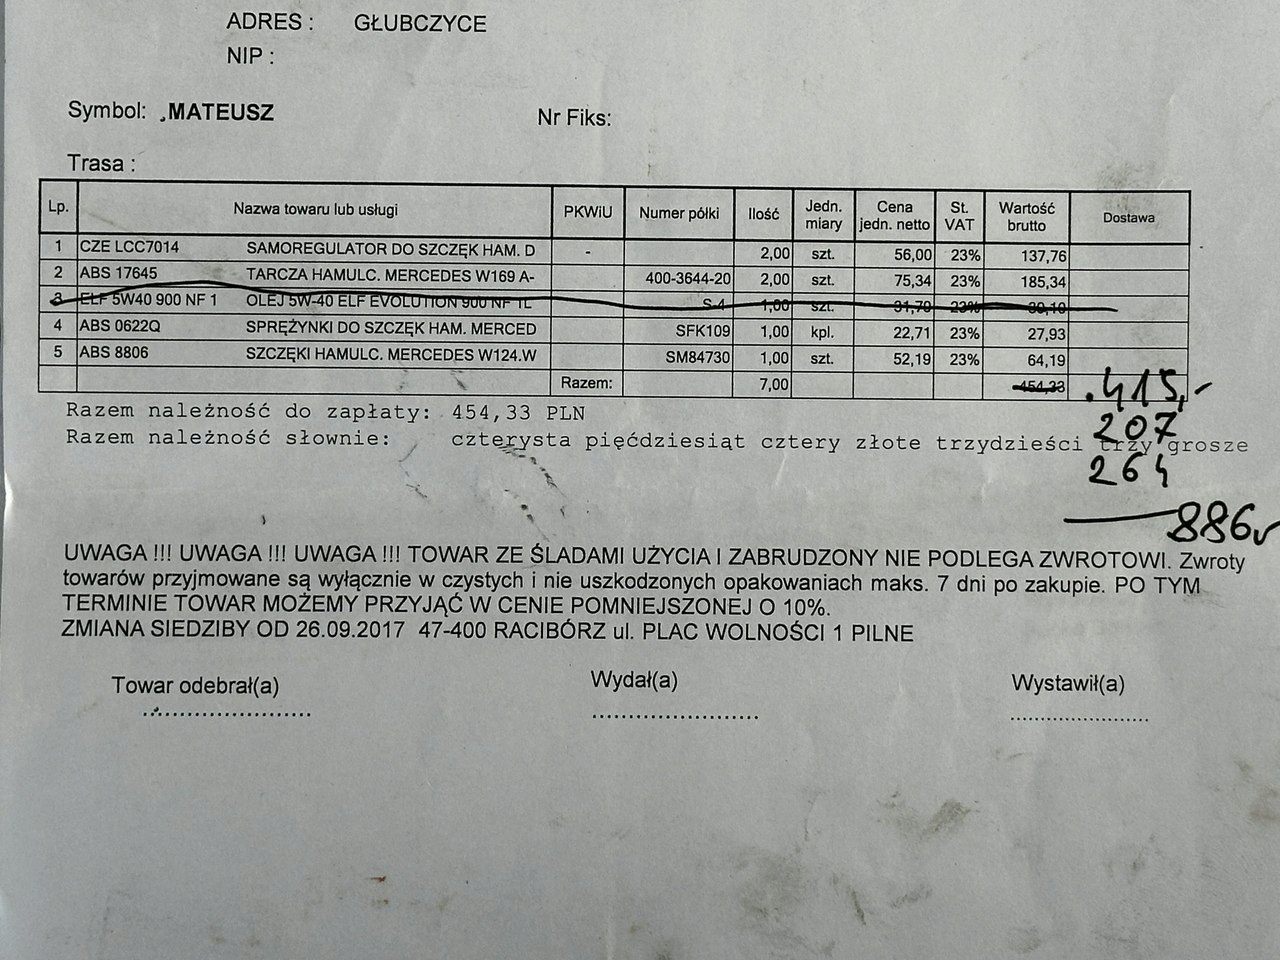 ADRES : GŁUBCZYCE
NIP :
Symbol: MATEUSZ Nr Fiks:
Trasa :
Lp. Nazwa towaru lub usługi PKWiU Numer półki Ilość Jedn. miary Cena jedn. netto St. VAT Wartość brutto Dostawa
1 CZE LCC7014 SAMOREGULATOR DO SZCZĘK HAM. D - 2,00 szt. 56,00 23% 137,76
2 ABS 17645 TARCZA HAMULC. MERCEDES W169 A- 400-3644-20 2,00 szt. 75,34 23% 185,34
3 ELF 5W40 900 NF 1 OLEJ 5W-40 ELF EVOLUTION 900 NF 1L S-4 1,00 szt. 31,79 23% 39,10
4 ABS 0622Q SPRĘŻYNKI DO SZCZĘK HAM. MERCED SFK109 1,00 kpl. 22,71 23% 27,93
5 ABS 8806 SZCZĘKI HAMULC. MERCEDES W124.W SM84730 1,00 szt. 52,19 23% 64,19
Razem: 7,00 454,33
415,-
Razem należność do zapłaty: 454,33 PLN
207
Razem należność słownie: czterysta pięćdziesiąt cztery złote trzydzieści trzy grosze
264
886
UWAGA !!! UWAGA !!! UWAGA !!! TOWAR ZE ŚLADAMI UŻYCIA I ZABRUDZONY NIE PODLEGA ZWROTOWI. Zwroty
towarów przyjmowane są wyłącznie w czystych i nie uszkodzonych opakowaniach maks. 7 dni po zakupie. PO TYM
TERMINIE TOWAR MOŻEMY PRZYJĄĆ W CENIE POMNIEJSZONEJ O 10%.
ZMIANA SIEDZIBY OD 26.09.2017 47-400 RACIBÓRZ ul. PLAC WOLNOŚCI 1 PILNE
Towar odebrał(a) Wydał(a) Wystawił(a)